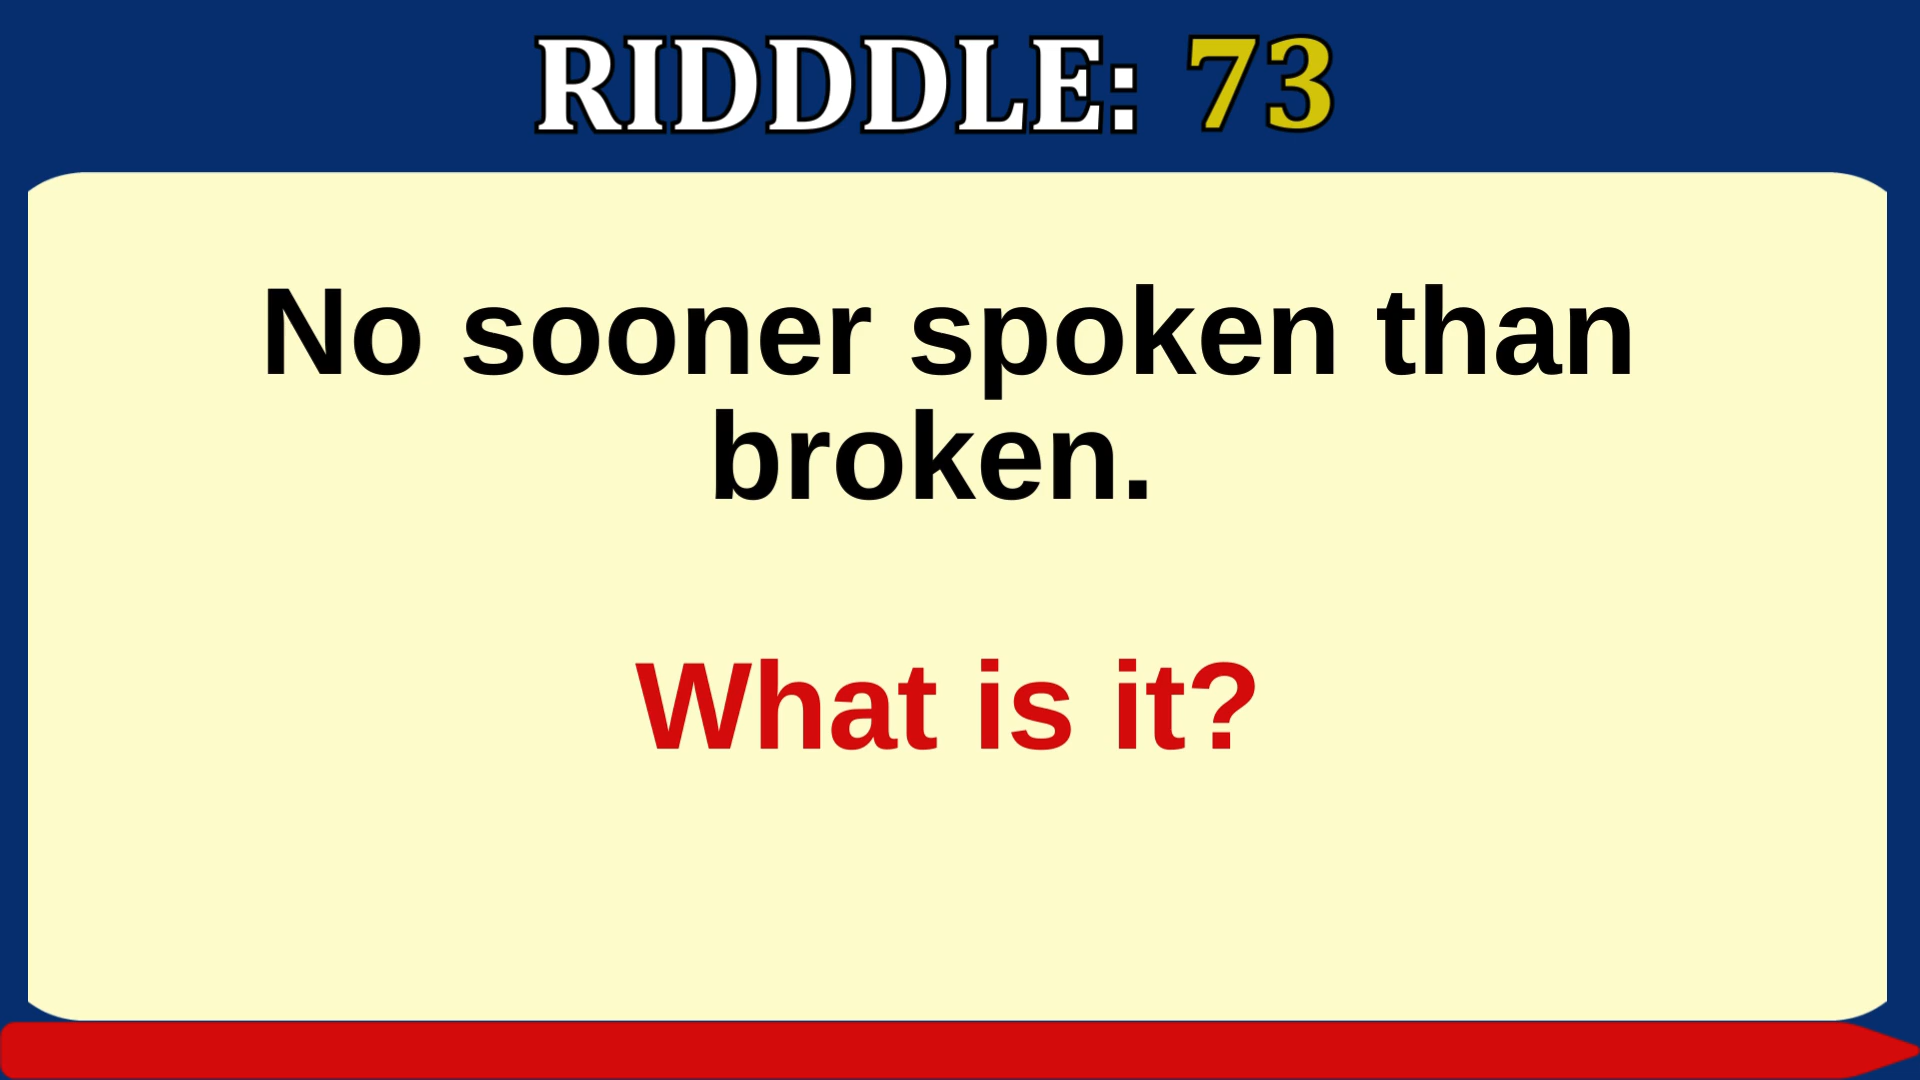 RIDDDLE: 73
No sooner spoken than
broken.
What is it?